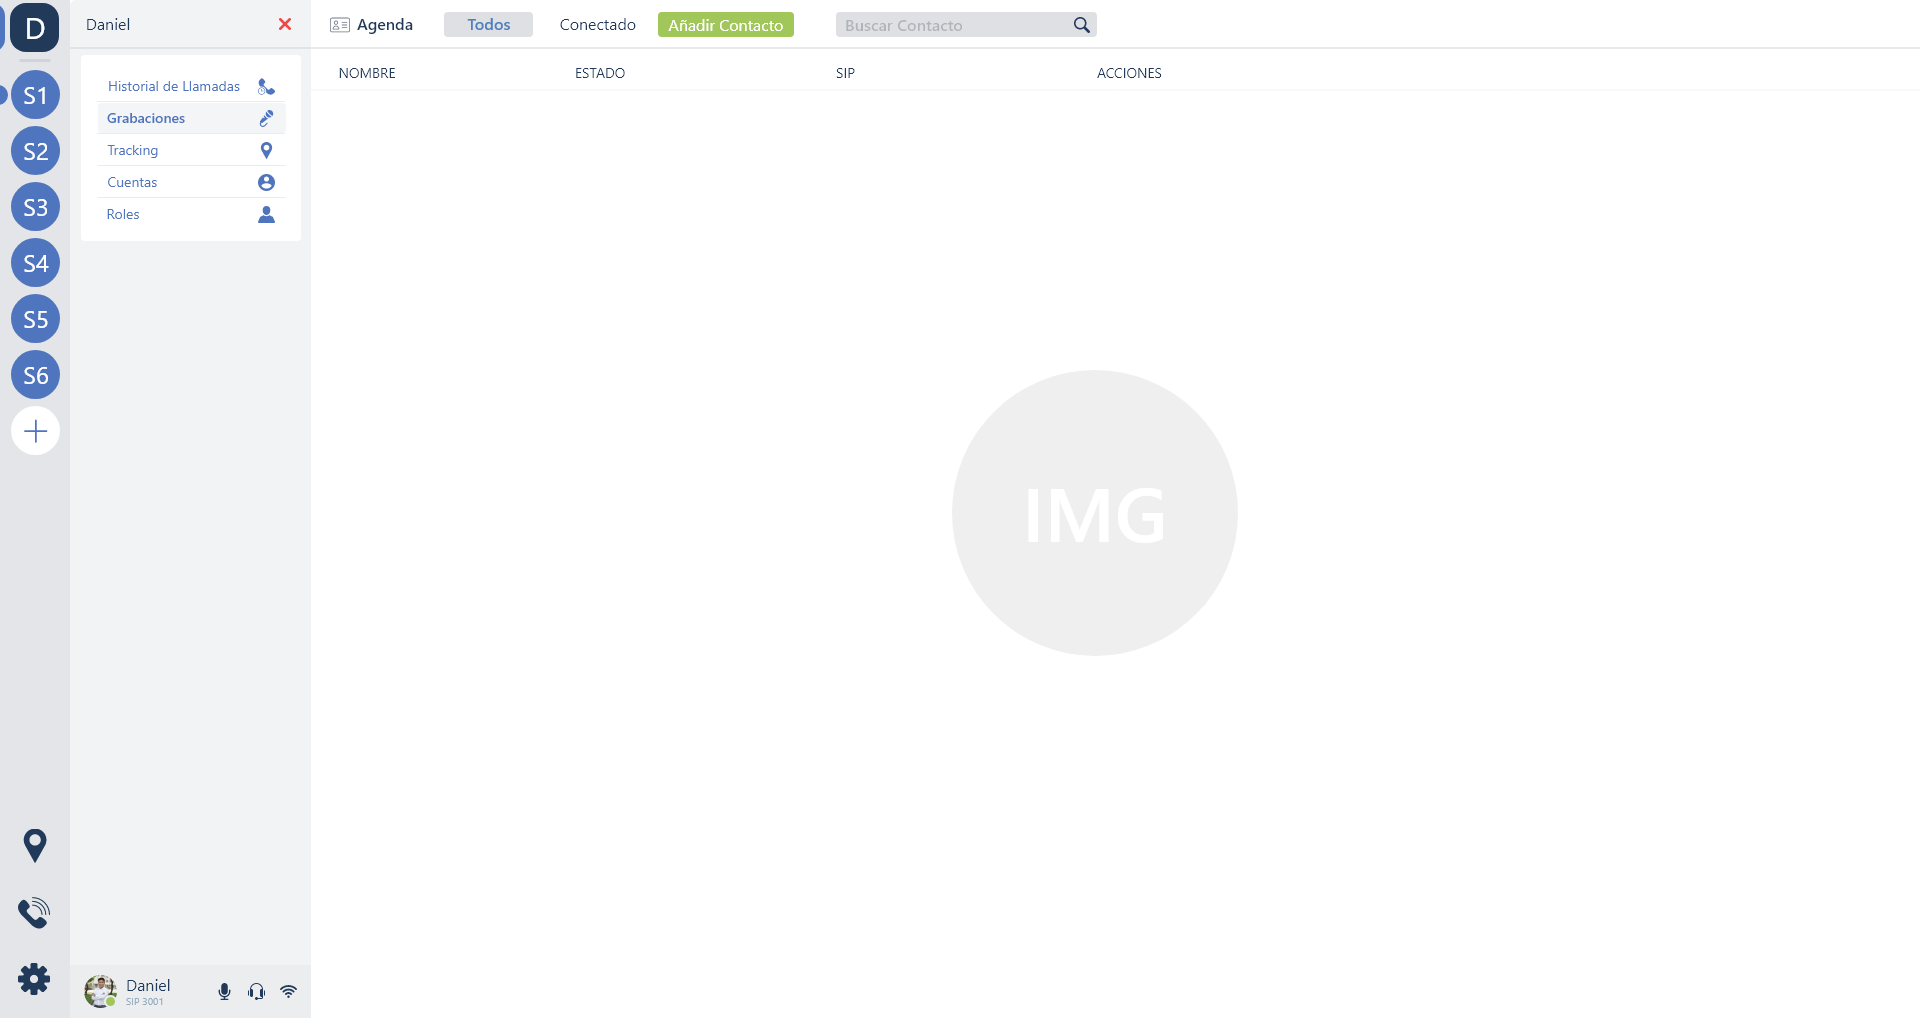 D
S1
S2
S3
S4
S5
S6
Daniel
Historial de Llamadas
Grabaciones
Tracking
Cuentas
Roles
Daniel
SIP 3001
Agenda
Todos
Conectado
Añadir Contacto
Buscar Contacto
NOMBRE ESTADO SIP ACCIONES
IMG